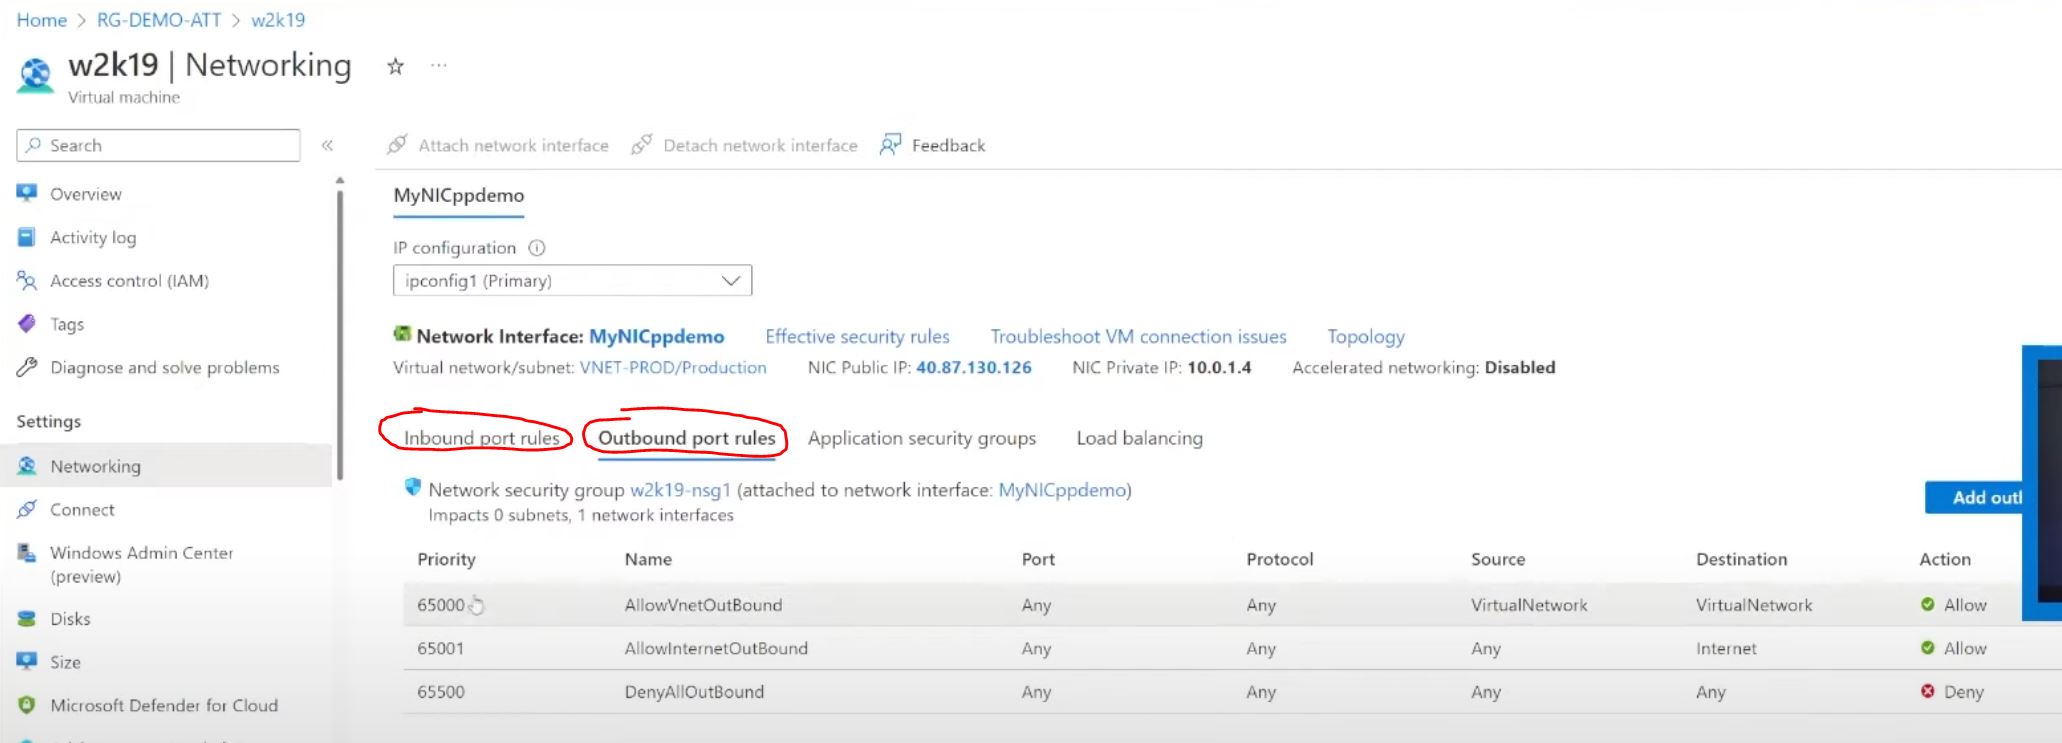 Home > RG-DEMO-ATT > w2k19
w2k19 | Networking ☆ ...
Virtual machine
Search «
Overview
Activity log
Access control (IAM)
Tags
Diagnose and solve problems
Settings
Networking
Connect
Windows Admin Center
(preview)
Disks
Size
Microsoft Defender for Cloud
Attach network interface Detach network interface Feedback
MyNICppdemo
IP configuration
ipconfig1 (Primary)
Network Interface: MyNICppdemo Effective security rules Troubleshoot VM connection issues Topology
Virtual network/subnet: VNET-PROD/Production NIC Public IP: 40.87.130.126 NIC Private IP: 10.0.1.4 Accelerated networking: Disabled
Inbound port rules Outbound port rules Application security groups Load balancing
Network security group w2k19-nsg1 (attached to network interface: MyNICppdemo)
Impacts 0 subnets, 1 network interfaces
Add out
Priority Name Port Protocol Source Destination Action
65000 AllowVnetOutBound Any Any VirtualNetwork VirtualNetwork Allow
65001 AllowInternetOutBound Any Any Any Internet Allow
65500 DenyAllOutBound Any Any Any Any Deny